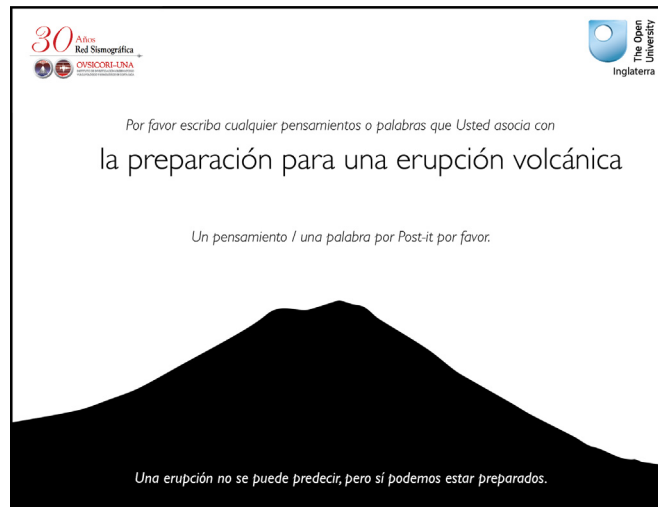 30 Años
Red Sismográfica
OVSICORI-UNA
The Open
University
Inglaterra
Por favor escriba cualquier pensamientos o palabras que Usted asocia con
la preparación para una erupción volcánica
Un pensamiento / una palabra por Post-it por favor.
Una erupción no se puede predecir, pero sí podemos estar preparados.